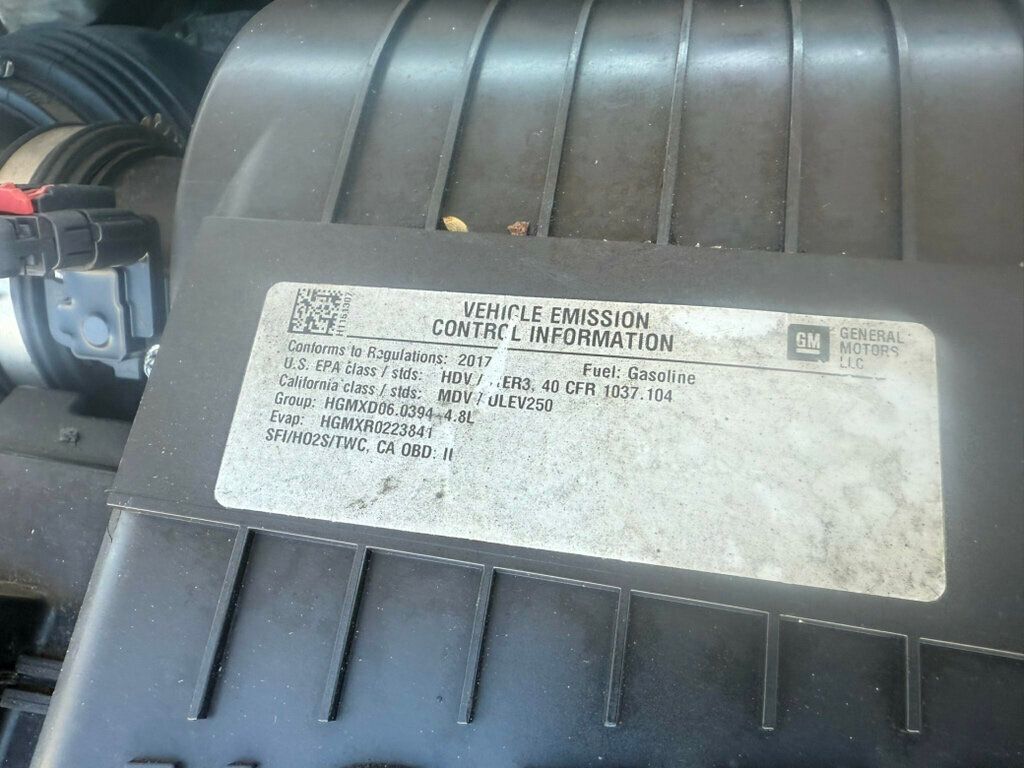 VEHICLE EMISSION
CONTROL INFORMATION
GM
GENERAL
MOTORS
LLC
Conforms to Regulations: 2017 Fuel: Gasoline
U.S. EPA class / stds: HDV / 40 CFR 1037.104
California class / stds: MDV / ULEV250
Group: HGMXD06.0394 4.8L
Evap: HGMXR0223841
SFI/HO2S/TWC, CA OBD: II